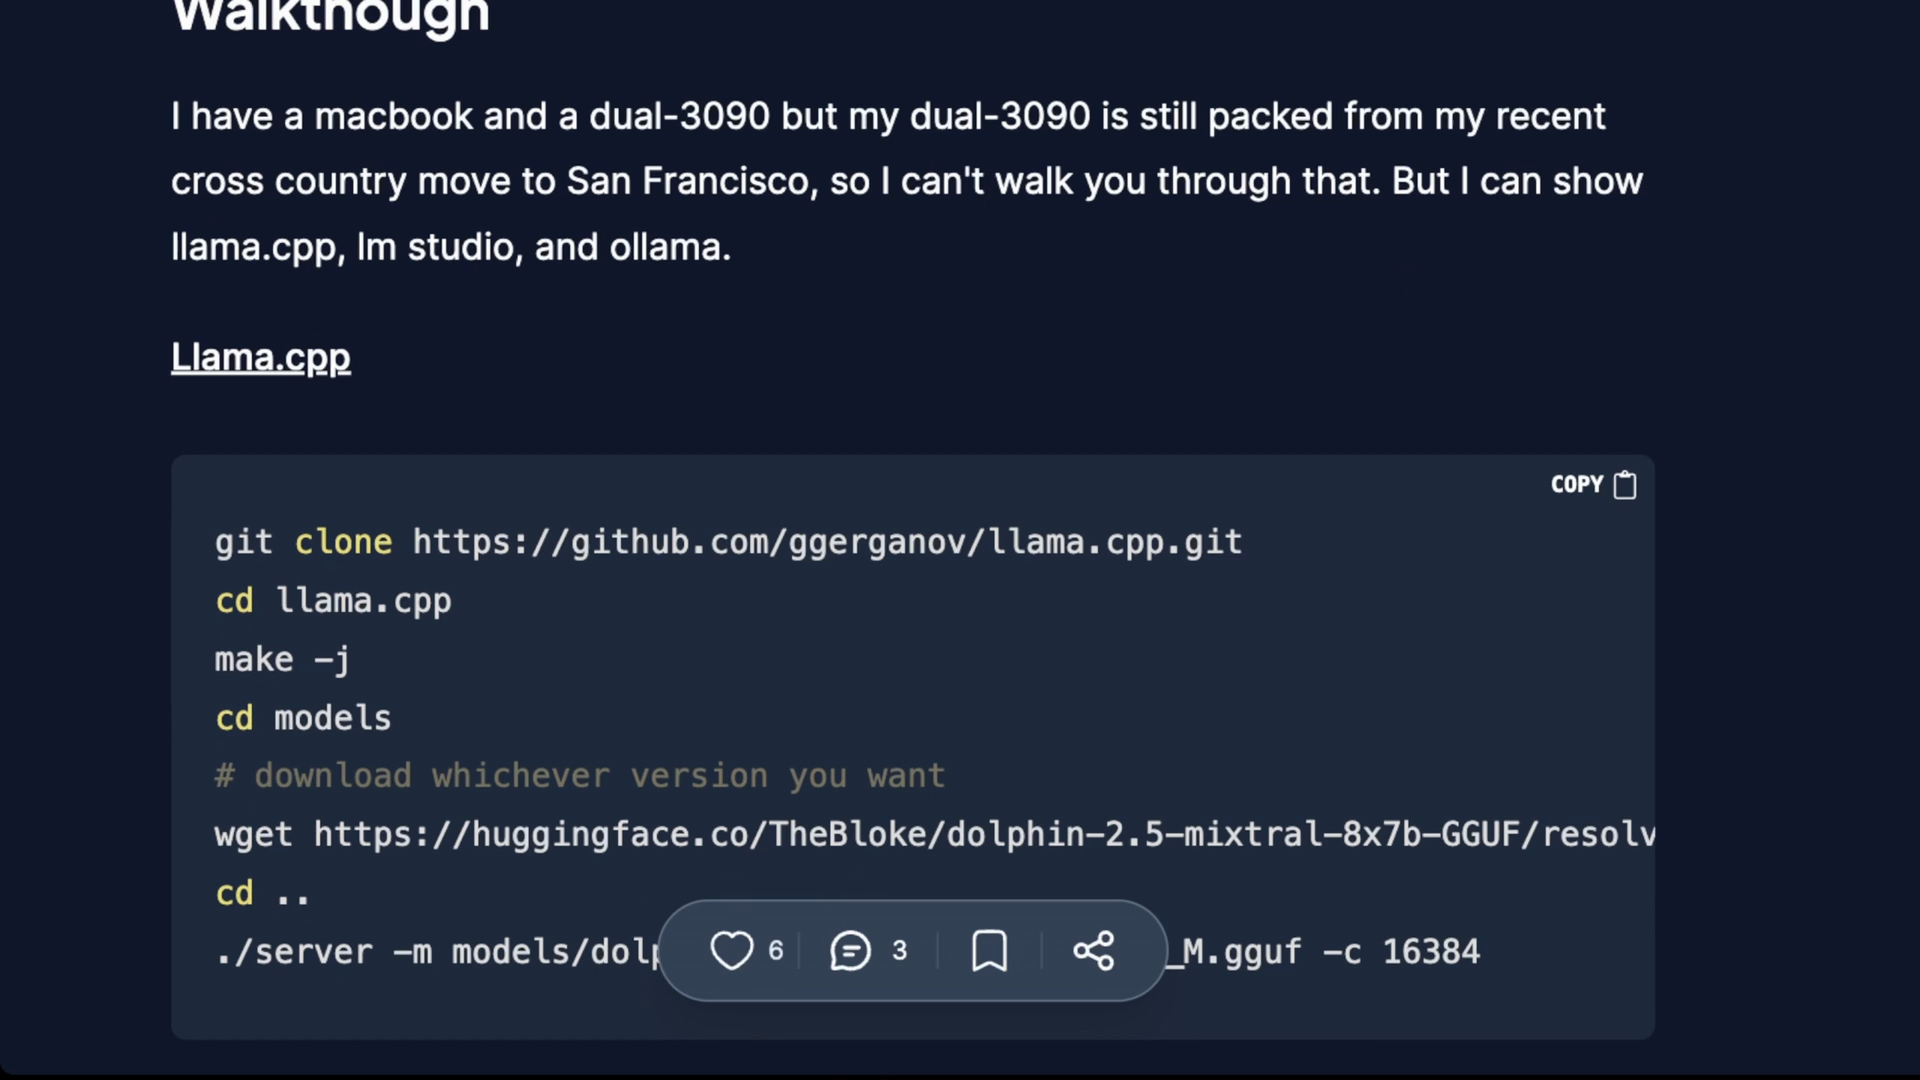 Walkthough
I have a macbook and a dual-3090 but my dual-3090 is still packed from my recent
cross country move to San Francisco, so I can't walk you through that. But I can show
llama.cpp, lm studio, and ollama.
Llama.cpp
COPY
git clone https://github.com/ggerganov/llama.cpp.git
cd llama.cpp
make -j
cd models
# download whichever version you want
wget https://huggingface.co/TheBloke/dolphin-2.5-mixtral-8x7b-GGUF/resolv
cd ..
./server -m models/dolp _M.gguf -c 16384
6 3